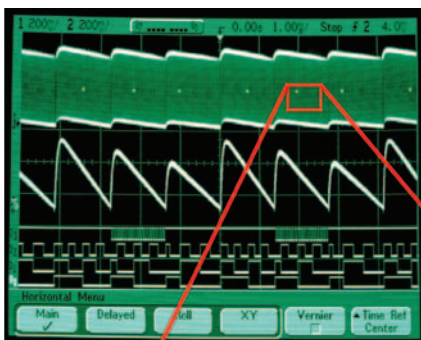 1 200▽/ 2 200▽/ 0.00s 1.00▽/ Stop 2 4.0▽
Horizontal Menu
Main Delayed Roll XY Vernier Time Ref
Center